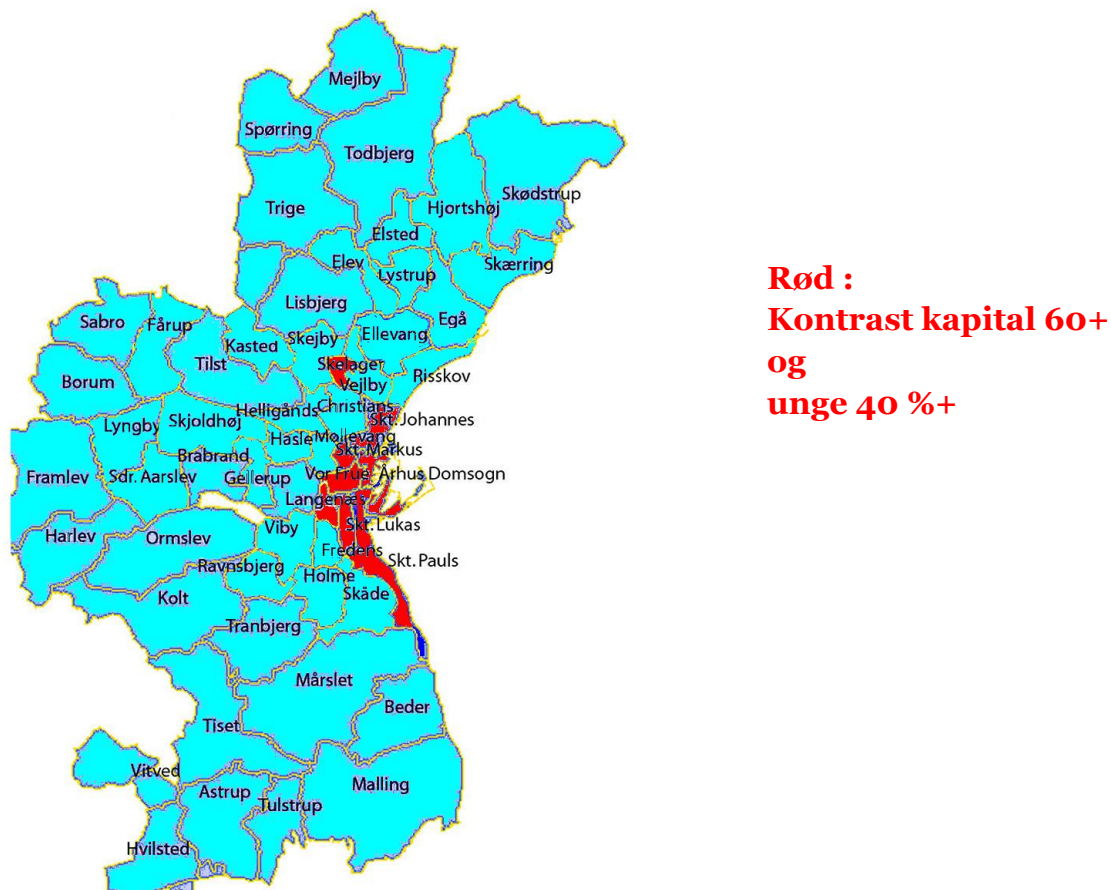 Mejlby
Spørring
Todbjerg
Skødstrup
Trige
Hjortshøj
Elsted
Elev
Skærring
Lystrup
Lisbjerg
Egå
Sabro
Fårup
Ellevang
Skejby
Kasted
Tilst
Skelager
Risskov
Borum
Vejlby
Christians
Helligånds
Skt. Johannes
Skjoldhøj
Lyngby
Hasle
Møllevang
Skt. Markus
Brabrand
Framlev
Sdr. Aarslev
Gellerup
Vor Frue
Århus Domsogn
Langenæs
Skt. Lukas
Viby
Harlev
Ormslev
Fredens
Skt. Pauls
Ravnsbjerg
Holme
Kolt
Skåde
Tranbjerg
Mårslet
Beder
Tiset
Vitved
Malling
Astrup
Tulstrup
Hvilsted
Rød :
Kontrast kapital 60+
og
unge 40 %+